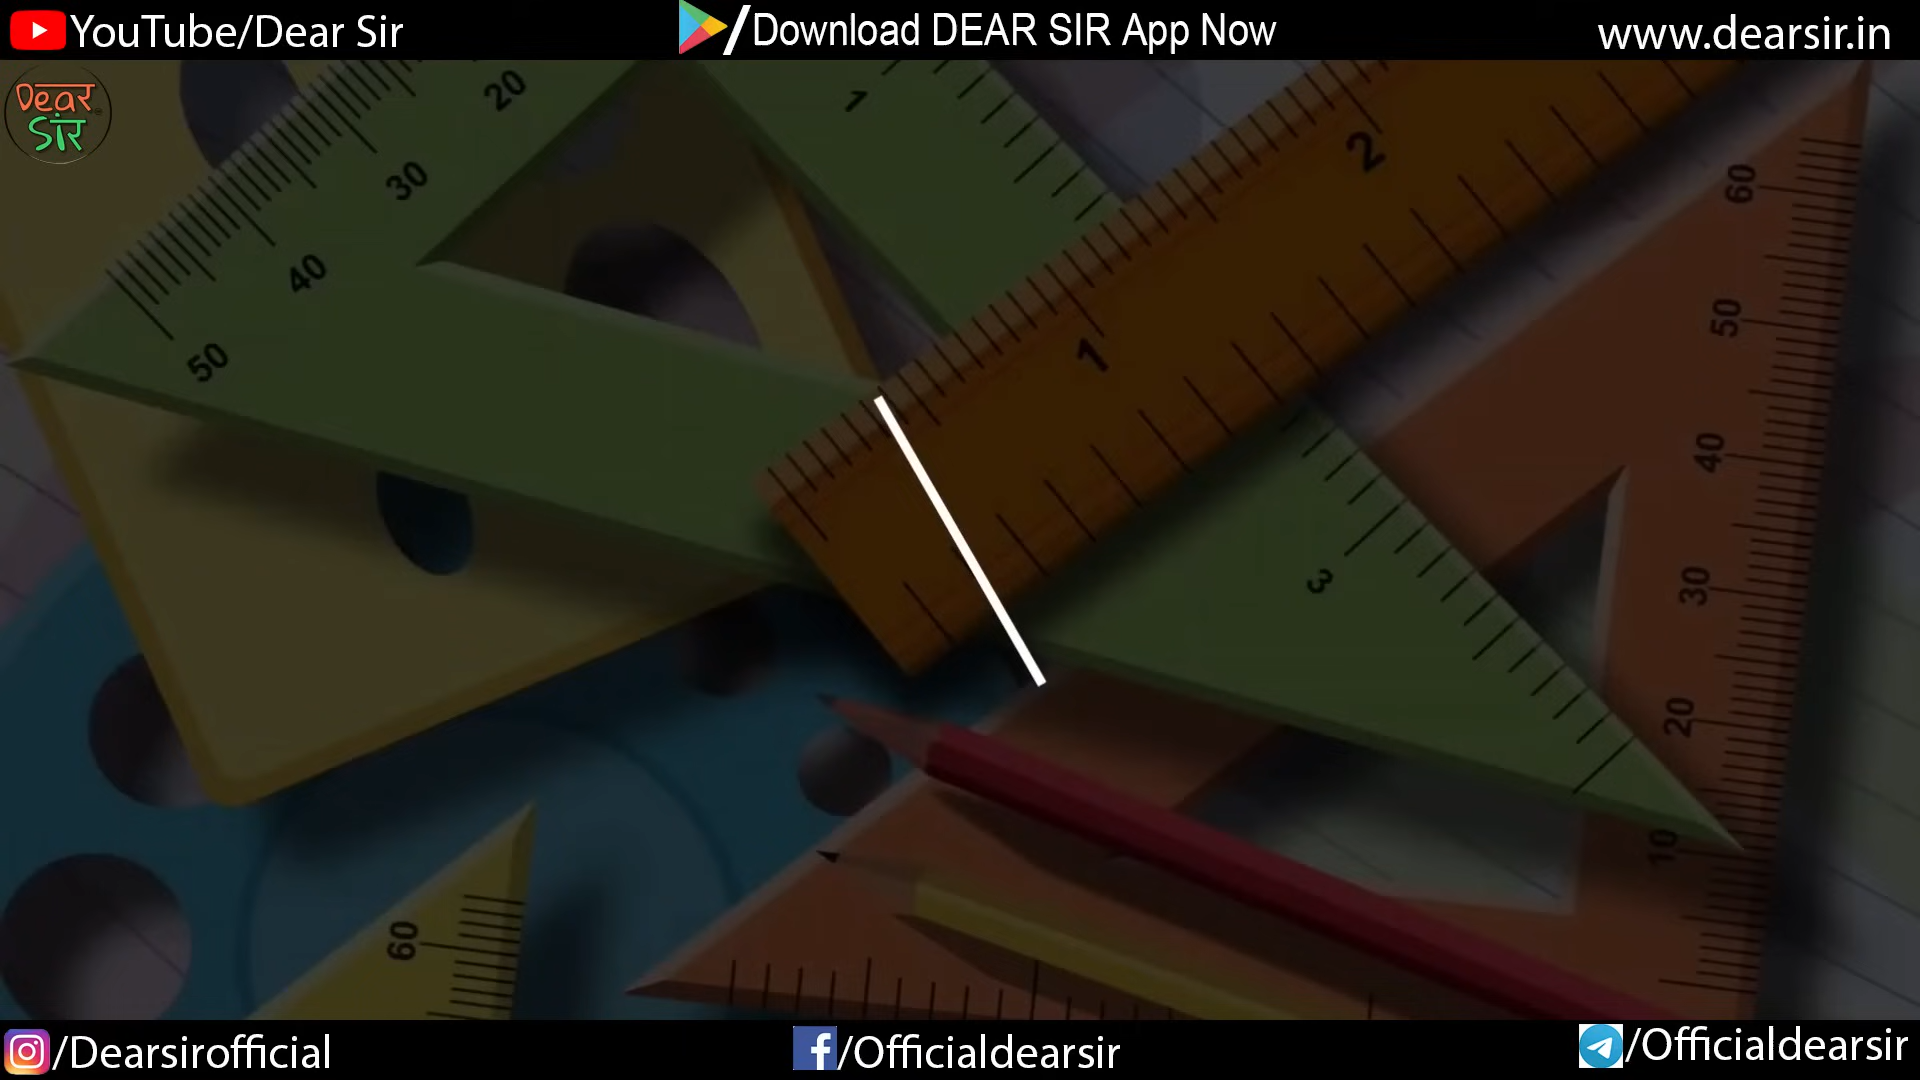 YouTube/Dear Sir
/Download DEAR SIR App Now
www.dearsir.in
Dear
Sir
20
30
40
50
1
2
1
3
60
50
40
30
20
10
60
/Dearsirofficial
/Officialdearsir
/Officialdearsir